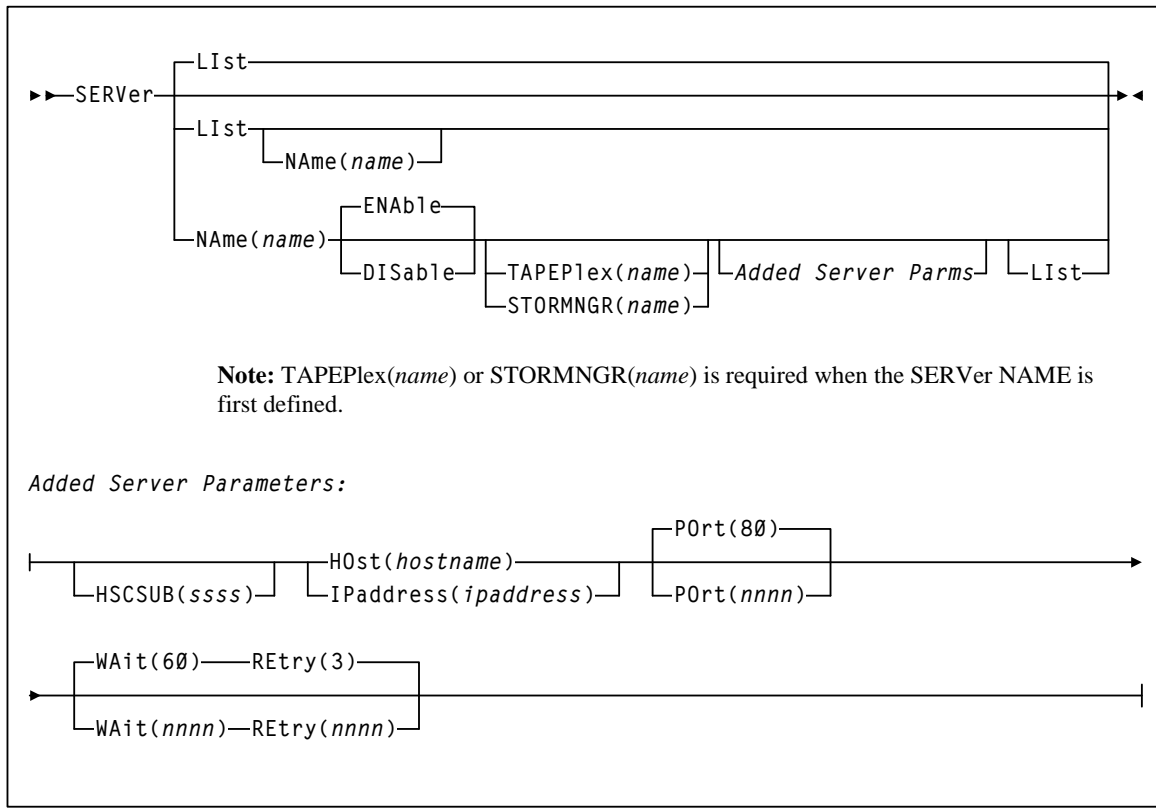 LIst
SERVer
LIst
NAme(name)
ENAble
NAme(name)
DISable
TAPEPlex(name)
Added Server Parms
LIst
STORMNGR(name)
Note: TAPEPlex(name) or STORMNGR(name) is required when the SERVer NAME is
first defined.
Added Server Parameters:
POrt(80)
HOst(hostname)
HSCSUB(ssss)
IPaddress(ipaddress)
POrt(nnnn)
WAit(60) REtry(3)
WAit(nnnn) REtry(nnnn)